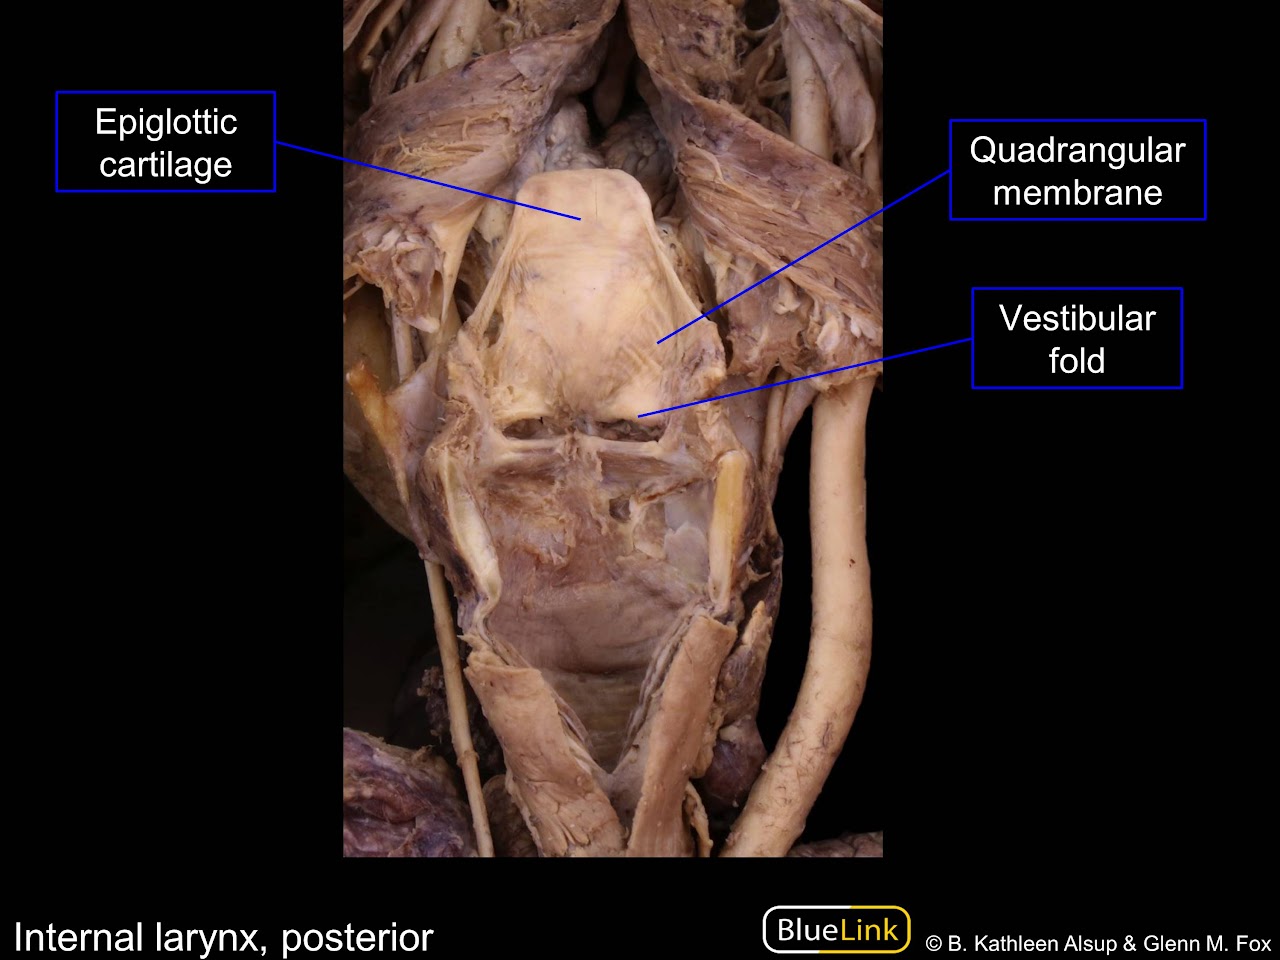 Epiglottic
cartilage
Quadrangular
membrane
Vestibular
fold
Internal larynx, posterior
BlueLink
© B. Kathleen Alsup & Glenn M. Fox